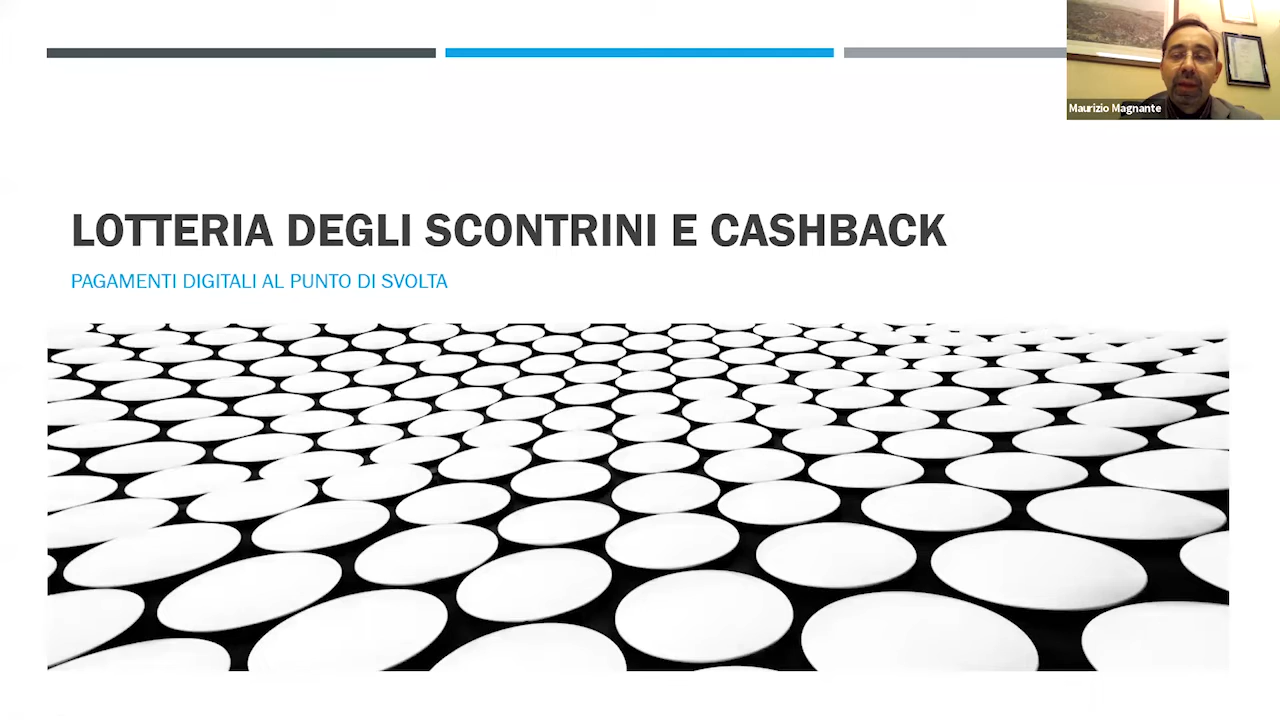 Maurizio Magnante
LOTTERIA DEGLI SCONTRINI E CASHBACK
PAGAMENTI DIGITALI AL PUNTO DI SVOLTA